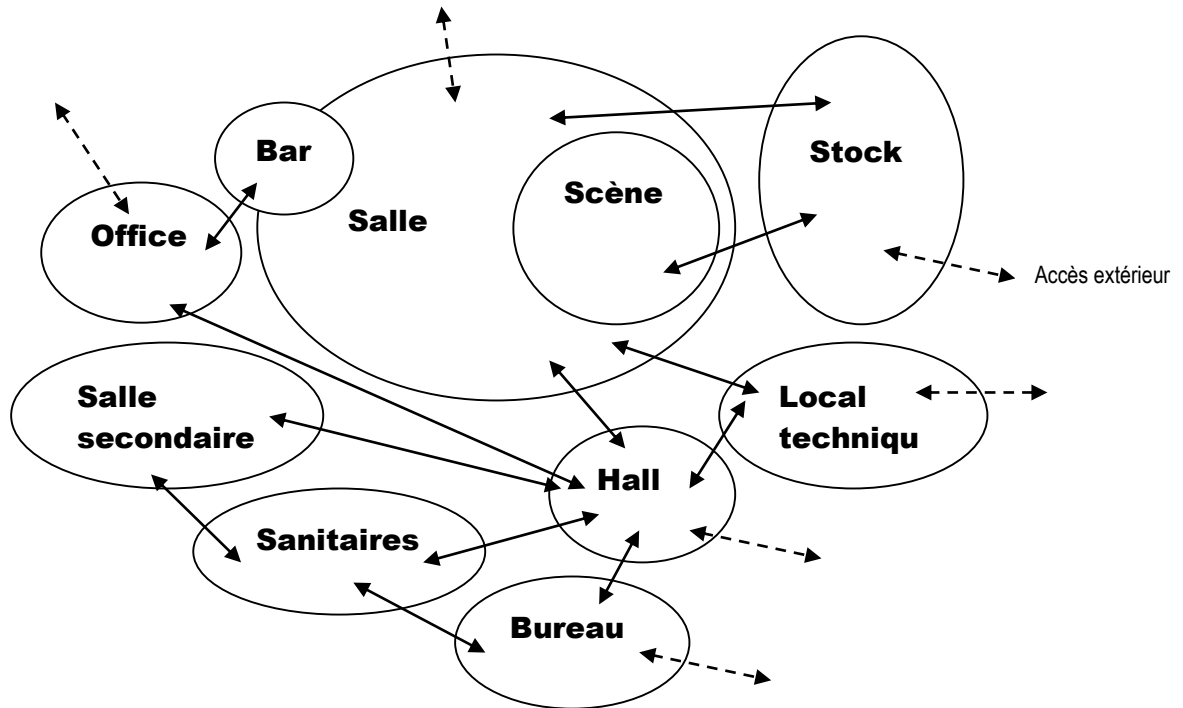 Bar
Stock
Scène
Salle
Office
Accès extérieur
Salle
secondaire
Local
techniqu
Hall
Sanitaires
Bureau